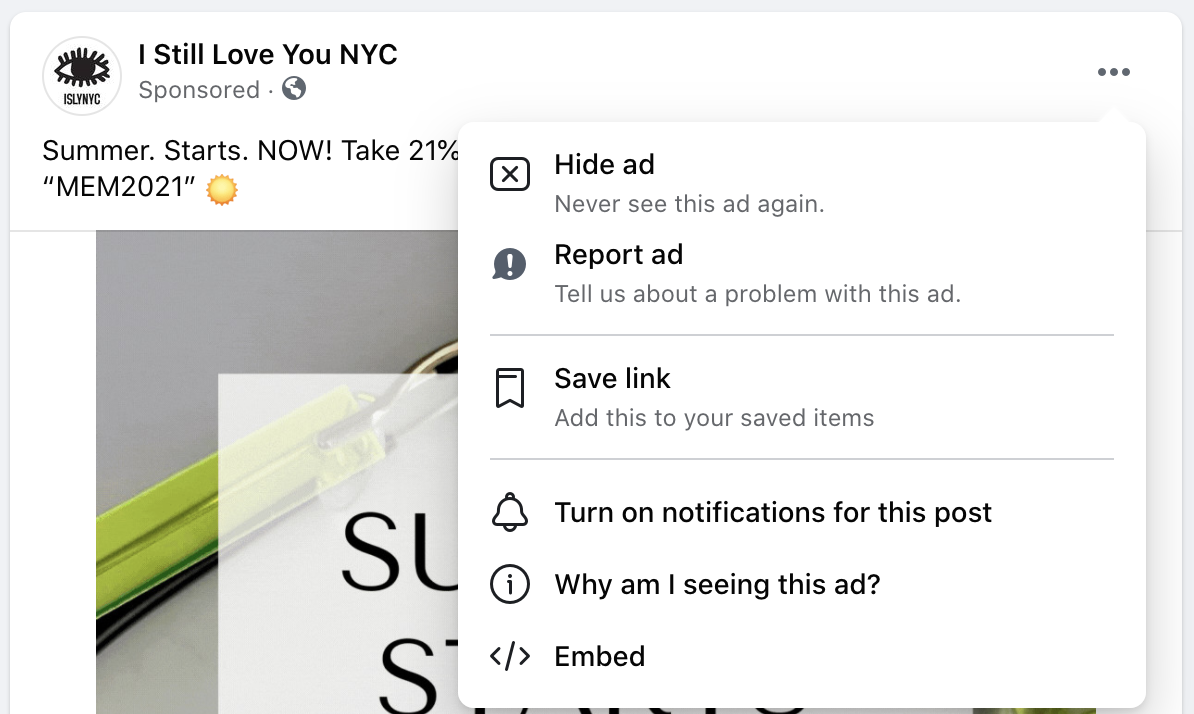 I Still Love You NYC
ISLYNYC
Sponsored ·
Summer. Starts. NOW! Take 21%
“MEM2021” ☀️
Hide ad
Never see this ad again.
Report ad
Tell us about a problem with this ad.
Save link
Add this to your saved items
Turn on notifications for this post
Why am I seeing this ad?
Embed
SU
STARTS